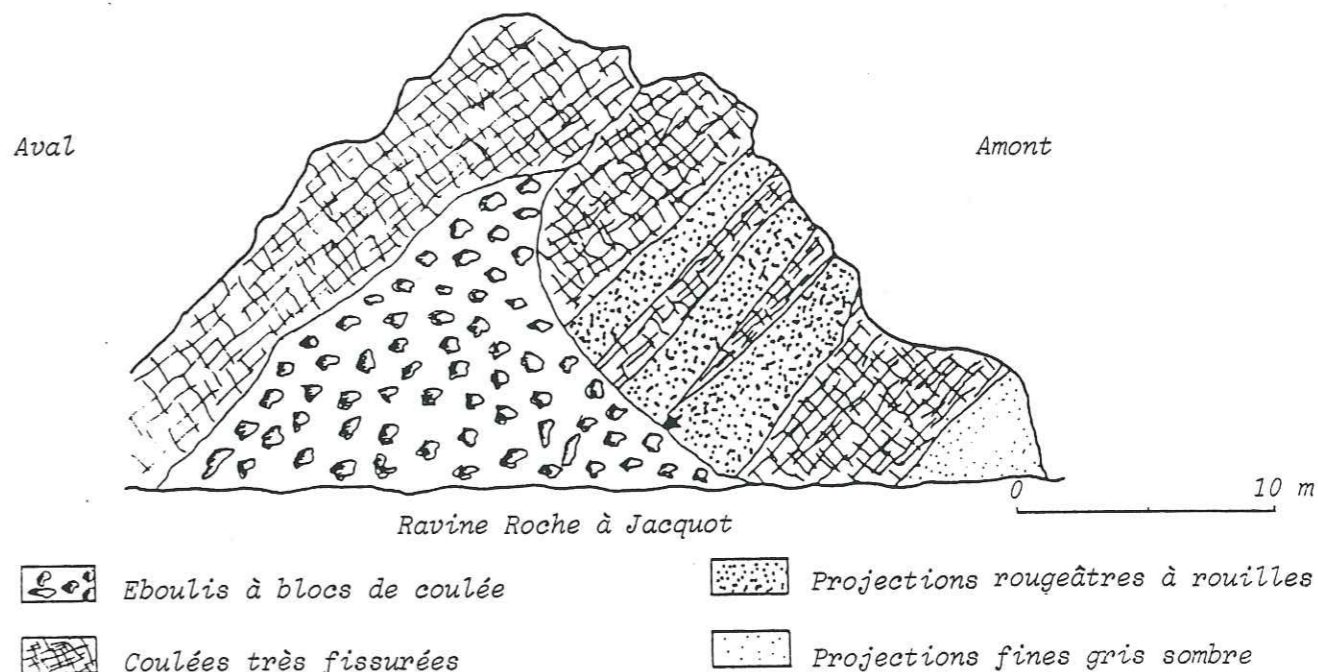 Aval
Amont
0 10 m
Ravine Roche à Jacquot
Eboulis à blocs de coulée
Projections rougeâtres à rouilles
Coulées très fissurées
Projections fines gris sombre